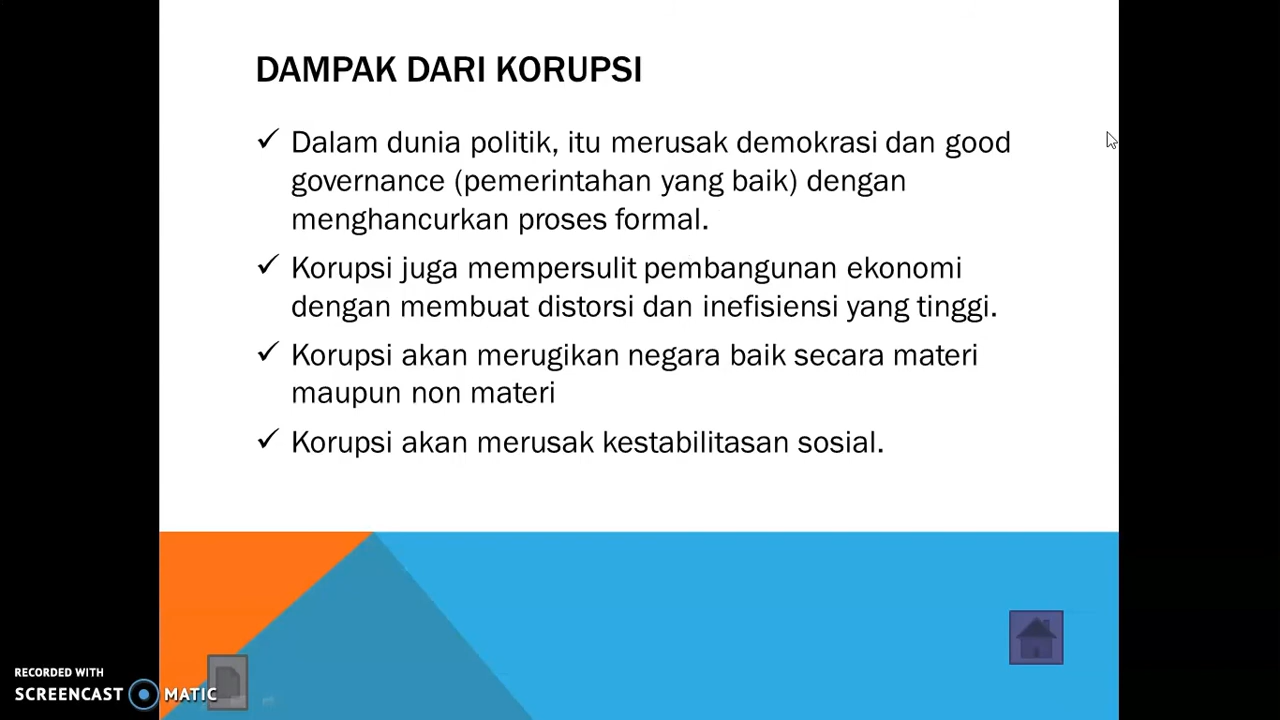 DAMPAK DARI KORUPSI
✓ Dalam dunia politik, itu merusak demokrasi dan good
governance (pemerintahan yang baik) dengan
menghancurkan proses formal.
✓ Korupsi juga mempersulit pembangunan ekonomi
dengan membuat distorsi dan inefisiensi yang tinggi.
✓ Korupsi akan merugikan negara baik secara materi
maupun non materi
✓ Korupsi akan merusak kestabilitasan sosial.
RECORDED WITH
SCREENCAST MATIC